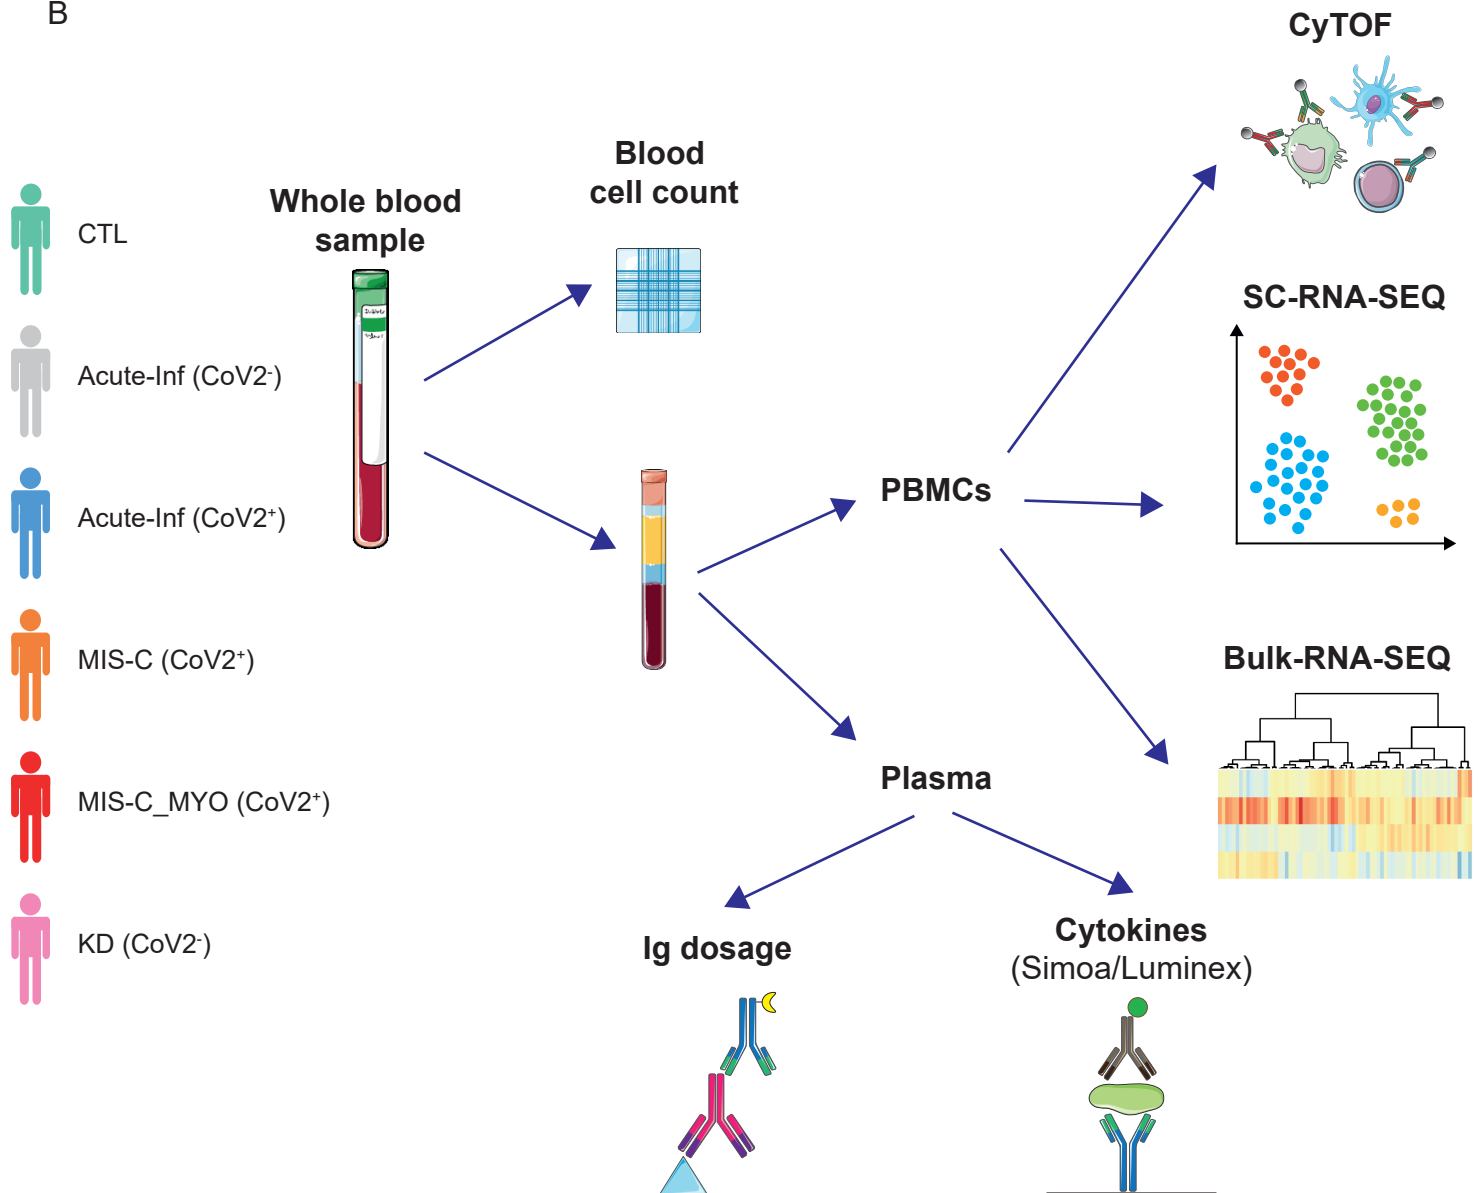 B
CyTOF
Blood
cell count
Whole blood
sample
CTL
SC-RNA-SEQ
Acute-Inf (CoV2⁻)
PBMCs
Acute-Inf (CoV2⁺)
MIS-C (CoV2⁺)
Bulk-RNA-SEQ
Plasma
MIS-C_MYO (CoV2⁺)
KD (CoV2⁻)
Ig dosage
Cytokines
(Simoa/Luminex)